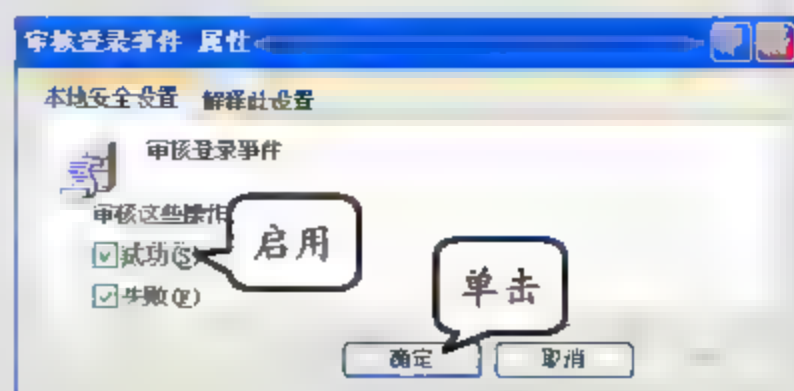 审核登录事件 属性
本地安全设置 解释此设置
审核登录事件
审核这些操作
成功(S)
启用
失败(F)
单击
确定 取消